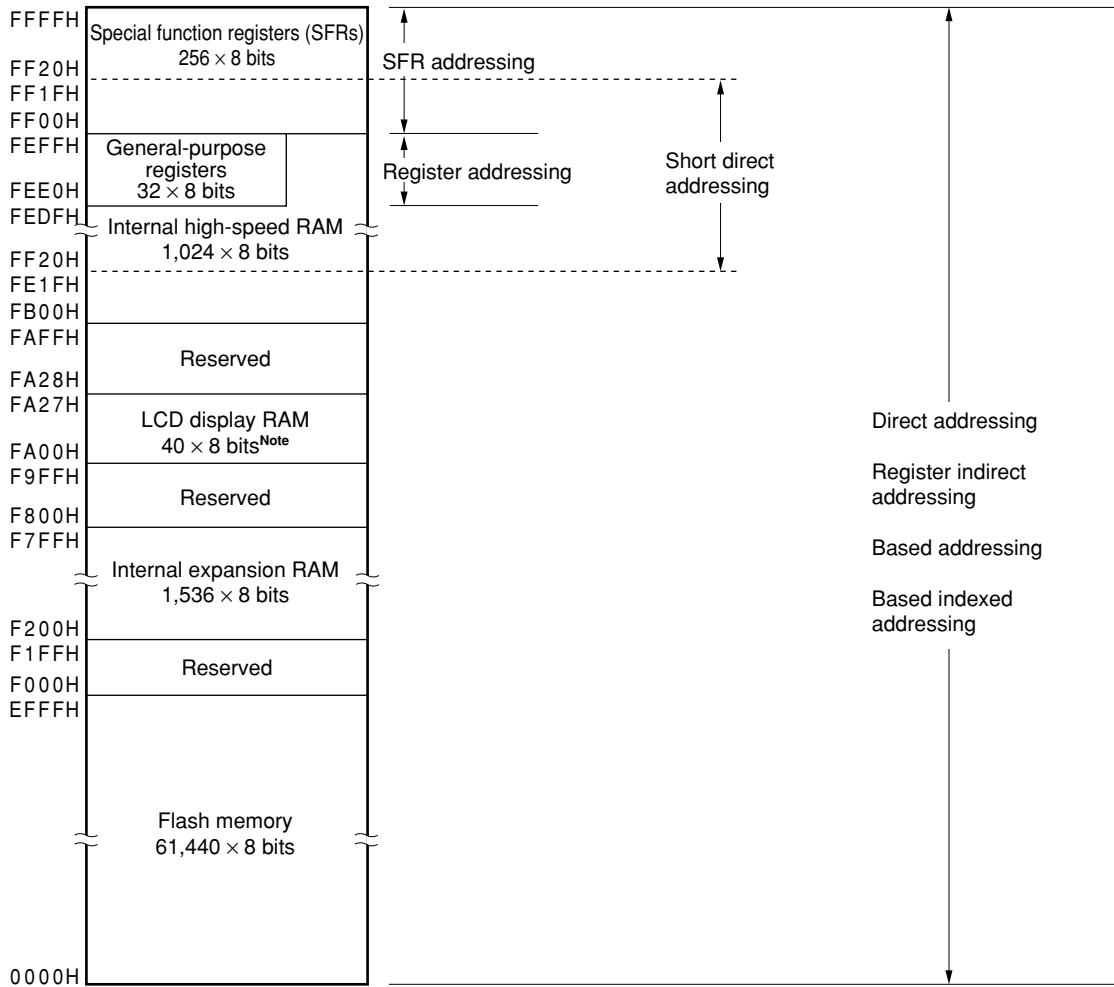 FFFFH
Special function registers (SFRs)
256 × 8 bits
SFR addressing
FF20H
FF1FH
FF00H
FEFFH
General-purpose
registers
32 × 8 bits
Register addressing
Short direct
addressing
FEE0H
FEDFH
Internal high-speed RAM
1,024 × 8 bits
FF20H
FE1FH
FB00H
FAFFH
Reserved
FA28H
FA27H
LCD display RAM
40 × 8 bitsNote
FA00H
F9FFH
Reserved
F800H
F7FFH
Internal expansion RAM
1,536 × 8 bits
F200H
F1FFH
Reserved
F000H
EFFFH
Flash memory
61,440 × 8 bits
0000H
Direct addressing
Register indirect
addressing
Based addressing
Based indexed
addressing